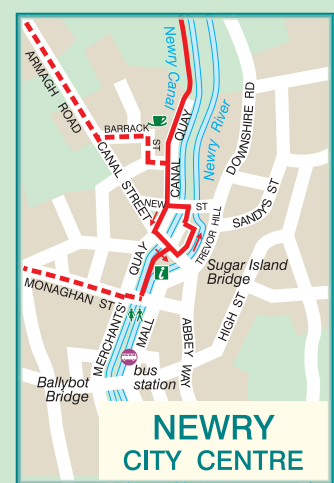 ARMAGH ROAD
Newry Canal
BARRACK
ST
QUAY
CANAL
Newry River
DOWNSHIRE RD
CANAL STREET
NEW ST
SANDYS ST
TREVOR HILL
QUAY
MERCHANTS'
Sugar Island
Bridge
i
MONAGHAN ST
MALL
ABBEY WAY
HIGH ST
bus
station
Ballybot
Bridge
NEWRY
CITY CENTRE